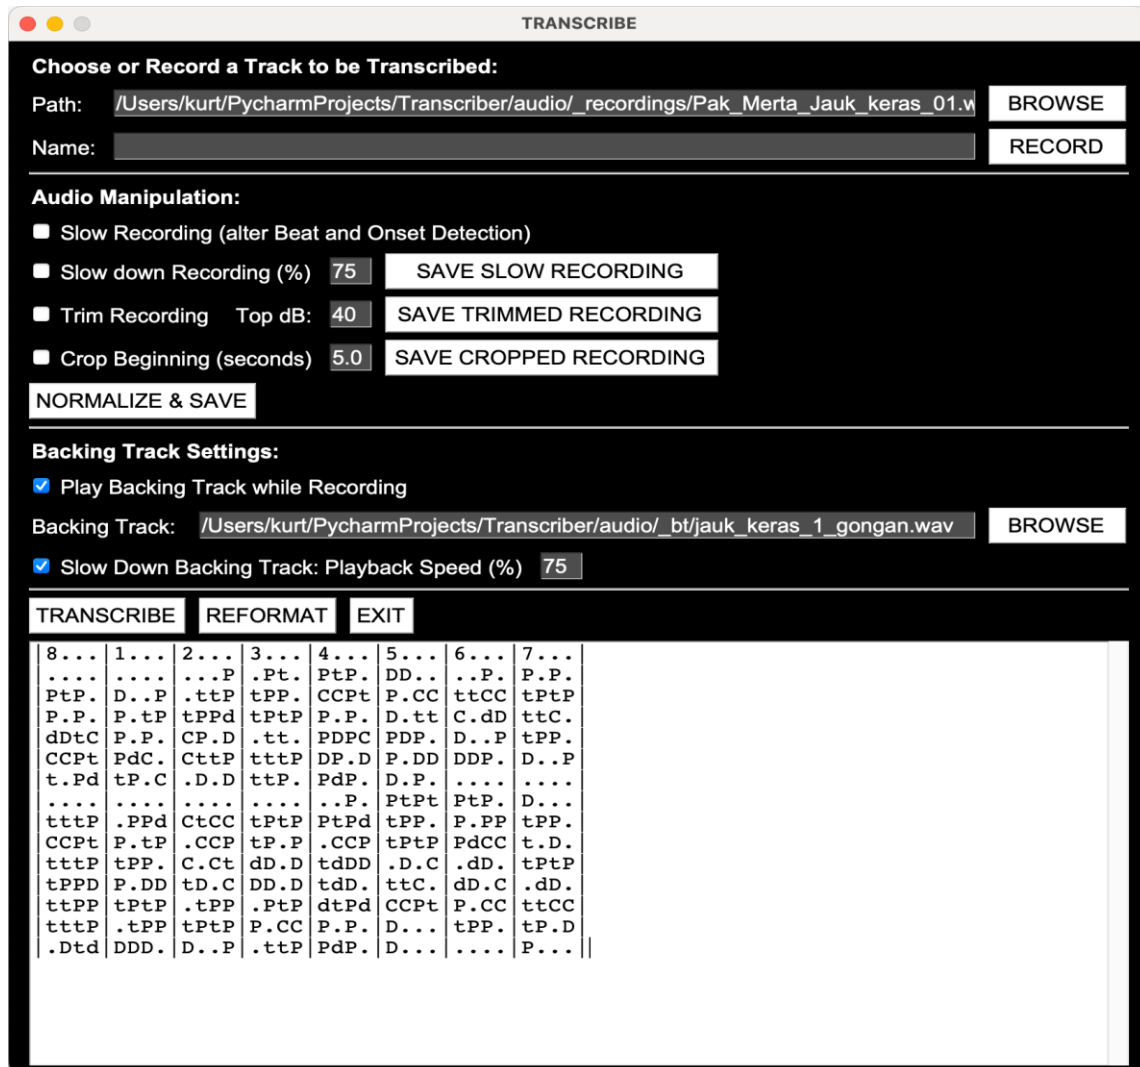 TRANSCRIBE
Choose or Record a Track to be Transcribed:
Path: /Users/kurt/PycharmProjects/Transcriber/audio/_recordings/Pak_Merta_Jauk_keras_01.w BROWSE
Name: RECORD
Audio Manipulation:
Slow Recording (alter Beat and Onset Detection)
Slow down Recording (%) 75 SAVE SLOW RECORDING
Trim Recording Top dB: 40 SAVE TRIMMED RECORDING
Crop Beginning (seconds) 5.0 SAVE CROPPED RECORDING
NORMALIZE & SAVE
Backing Track Settings:
Play Backing Track while Recording
Backing Track: /Users/kurt/PycharmProjects/Transcriber/audio/_bt/jauk_keras_1_gongan.wav BROWSE
Slow Down Backing Track: Playback Speed (%) 75
TRANSCRIBE REFORMAT EXIT
|8...|1...|2...|3...|4...|5...|6...|7...|
|....|....|...P|.Pt.|PtP.|DD..|..P.|P.P.|
|PtP.|D..P|.ttP|tPP.|CCPt|P.CC|ttCC|tPtP|
|P.P.|P.tP|tPPd|tPtP|P.P.|D.tt|C.dD|ttC.|
|dDtC|P.P.|CP.D|.tt.|PDPC|PDP.|D..P|tPP.|
|CCPt|PdC.|CttP|tttP|DP.D|P.DD|DDP.|D..P|
|t.Pd|tP.C|.D.D|ttP.|PdP.|D.P.|....|....|
|....|....|....|....|..P.|PtPt|PtP.|D...|
|tttP|.PPd|CtCC|tPtP|PtPd|tPP.|P.PP|tPP.|
|CCPt|P.tP|.CCP|tP.P|.CCP|tPtP|PdCC|t.D.|
|tttP|tPP.|C.Ct|dD.D|tdDD|.D.C|.dD.|tPtP|
|tPPD|P.DD|tD.C|DD.D|tdD.|ttC.|dD.C|.dD.|
|ttPP|tPtP|.tPP|.PtP|dtPd|CCPt|P.CC|ttCC|
|tttP|.tPP|tPtP|P.CC|P.P.|D...|tPP.|tP.D|
|.Dtd|DDD.|D..P|.ttP|PdP.|D...|....|P...||